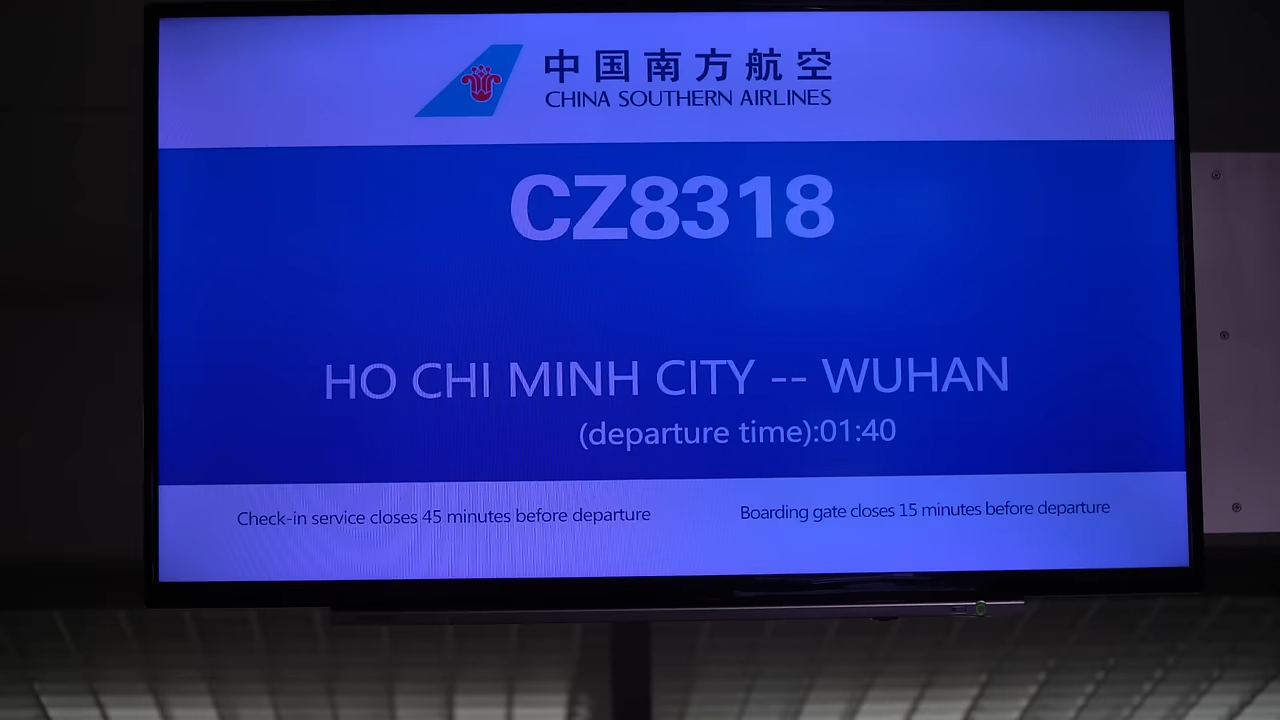 中国南方航空
CHINA SOUTHERN AIRLINES
CZ8318
HO CHI MINH CITY -- WUHAN
(departure time):01:40
Check-in service closes 45 minutes before departure
Boarding gate closes 15 minutes before departure